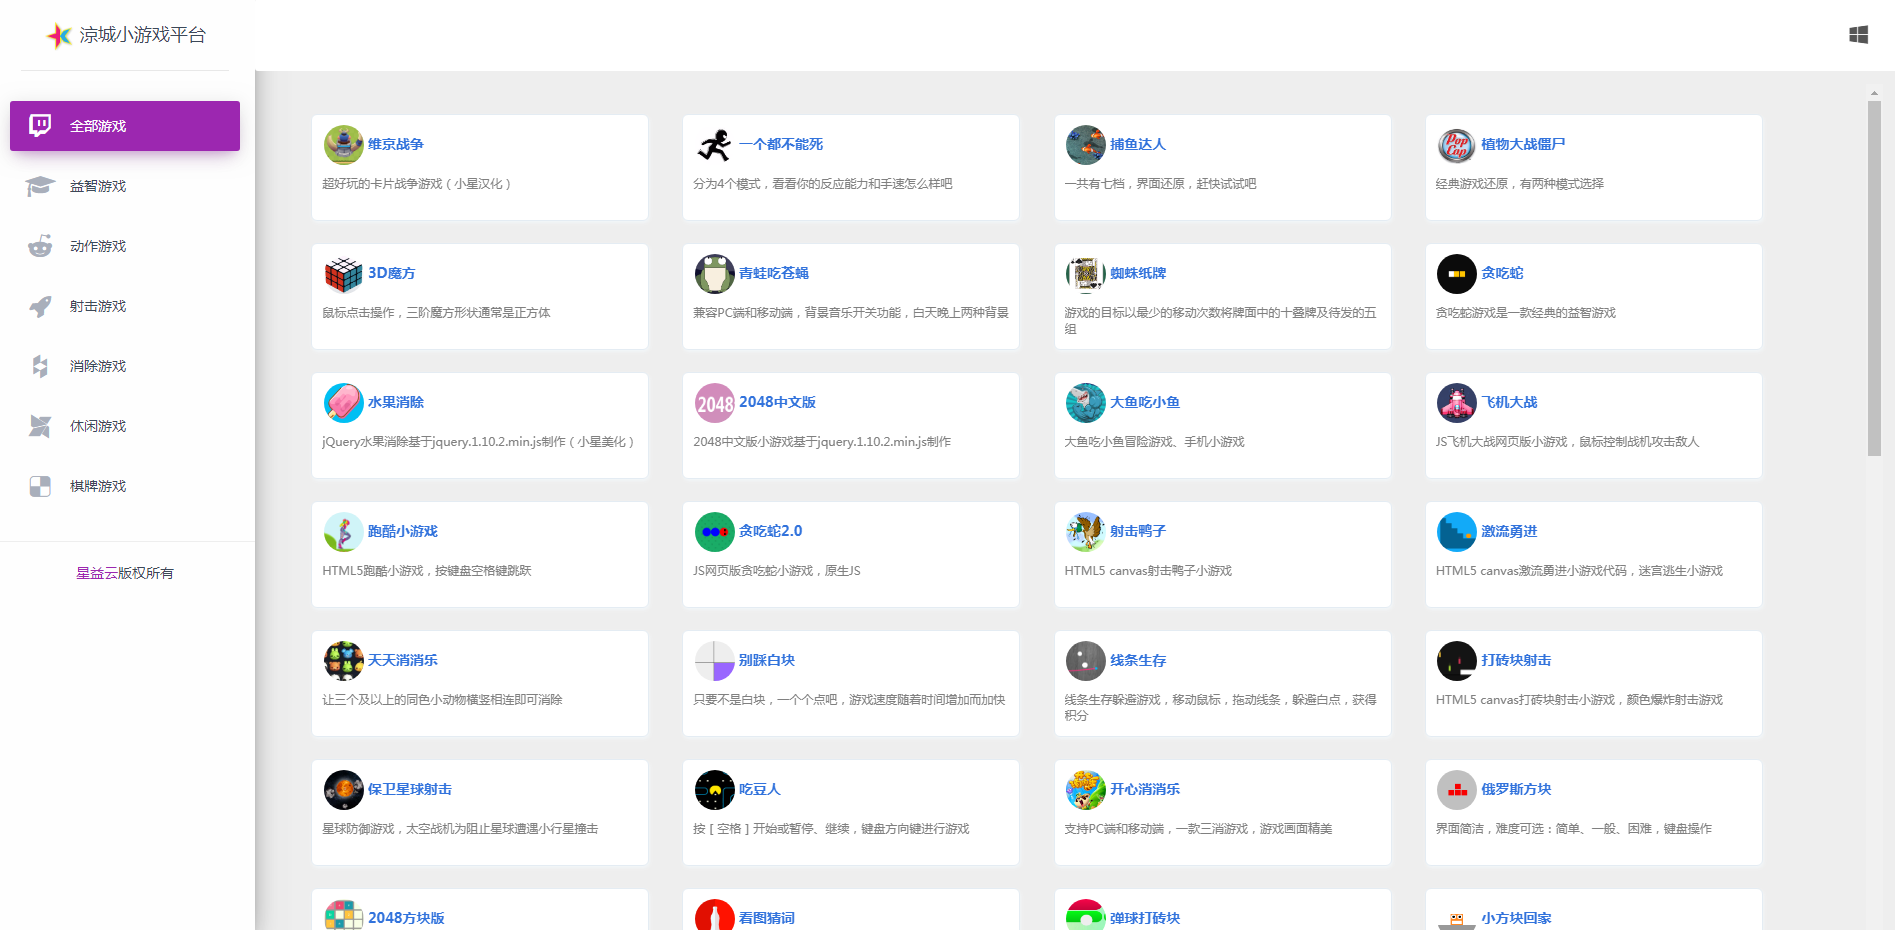 涼城小游戏平台
全部游戏
益智游戏
动作游戏
射击游戏
消除游戏
休闲游戏
棋牌游戏
星益云版权所有
维京战争
超好玩的卡片战争游戏（小星汉化）
一个都不能死
分为4个模式，看看你的反应能力和手速怎么样吧
捕鱼达人
一共有七档，界面还原，赶快试试吧
Pop Cap
植物大战僵尸
经典游戏还原，有两种模式选择
3D魔方
鼠标点击操作，三阶魔方形状通常是正方体
青蛙吃苍蝇
兼容PC端和移动端，背景音乐开关功能，白天晚上两种背景
蜘蛛纸牌
游戏的目标以最少的移动次数将牌面中的十叠牌及待发的五
组
贪吃蛇
贪吃蛇游戏是一款经典的益智游戏
水果消除
jQuery水果消除基于jquery.1.10.2.min.js制作（小星美化）
2048
2048中文版
2048中文版小游戏基于jquery.1.10.2.min.js制作
大鱼吃小鱼
大鱼吃小鱼冒险游戏、手机小游戏
飞机大战
JS飞机大战网页版小游戏，鼠标控制战机攻击敌人
跑酷小游戏
HTML5跑酷小游戏，按键盘空格键跳跃
贪吃蛇2.0
JS网页版贪吃蛇小游戏，原生JS
射击鸭子
HTML5 canvas射击鸭子小游戏
激流勇进
HTML5 canvas激流勇进小游戏代码，迷宫逃生小游戏
天天消消乐
让三个及以上的同色小动物横竖相连即可消除
别踩白块
只要不是白块，一个个点吧，游戏速度随着时间增加而加快
线条生存
线条生存躲避游戏，移动鼠标，拖动线条，躲避白点，获得
积分
打砖块射击
HTML5 canvas打砖块射击小游戏，颜色爆炸射击游戏
保卫星球射击
星球防御游戏，太空战机为阻止星球遭遇小行星撞击
吃豆人
按 [ 空格 ] 开始或暂停、继续，键盘方向键进行游戏
开心消消乐
支持PC端和移动端，一款三消游戏，游戏画面精美
俄罗斯方块
界面简洁，难度可选：简单、一般、困难，键盘操作
2048方块版
看图猜词
弹球打砖块
小方块回家